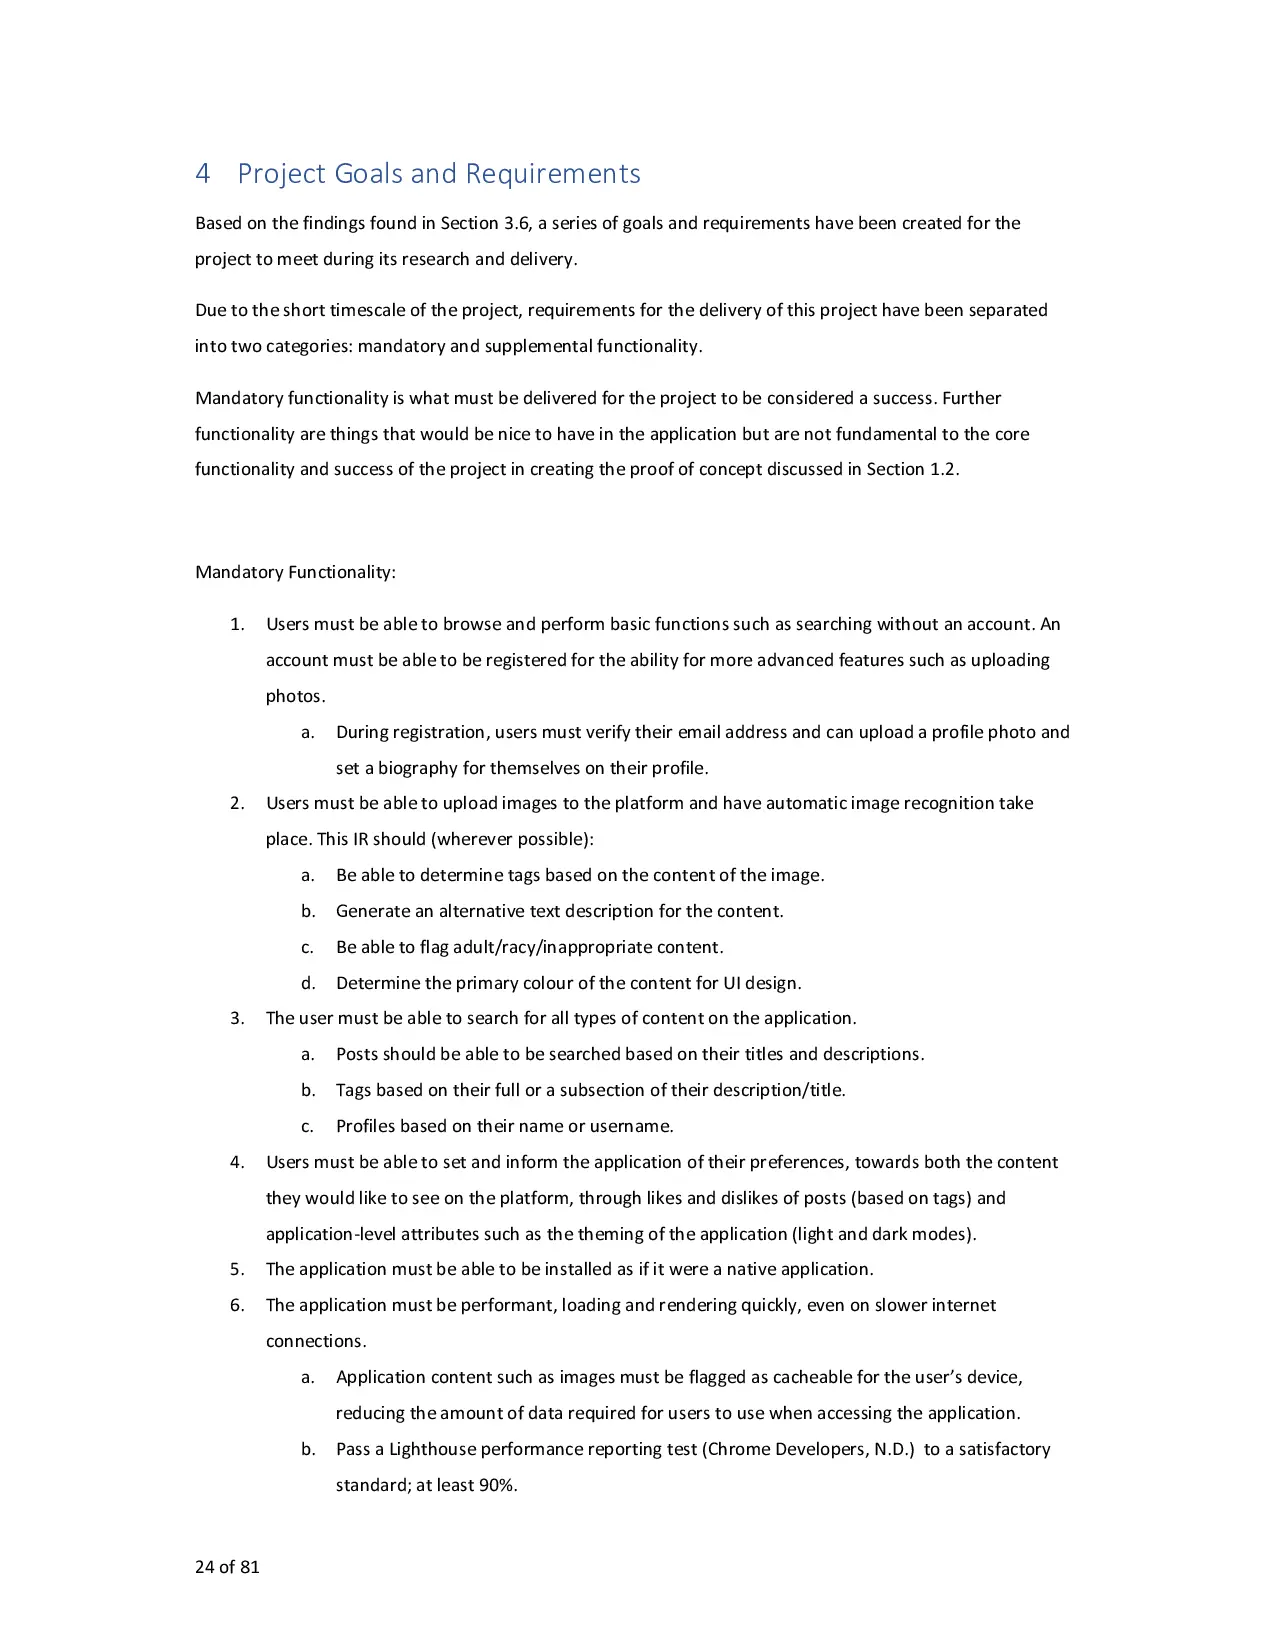 4 Project Goals and Requirements
Based on the findings found in Section 3.6, a series of goals and requirements have been created for the
project to meet during its research and delivery.
Due to the short timescale of the project, requirements for the delivery of this project have been separated
into two categories: mandatory and supplemental functionality.
Mandatory functionality is what must be delivered for the project to be considered a success. Further
functionality are things that would be nice to have in the application but are not fundamental to the core
functionality and success of the project in creating the proof of concept discussed in Section 1.2.
Mandatory Functionality:
1. Users must be able to browse and perform basic functions such as searching without an account. An
account must be able to be registered for the ability for more advanced features such as uploading
photos.
a. During registration, users must verify their email address and can upload a profile photo and
set a biography for themselves on their profile.
2. Users must be able to upload images to the platform and have automatic image recognition take
place. This IR should (wherever possible):
a. Be able to determine tags based on the content of the image.
b. Generate an alternative text description for the content.
c. Be able to flag adult/racy/inappropriate content.
d. Determine the primary colour of the content for UI design.
3. The user must be able to search for all types of content on the application.
a. Posts should be able to be searched based on their titles and descriptions.
b. Tags based on their full or a subsection of their description/title.
c. Profiles based on their name or username.
4. Users must be able to set and inform the application of their preferences, towards both the content
they would like to see on the platform, through likes and dislikes of posts (based on tags) and
application-level attributes such as the theming of the application (light and dark modes).
5. The application must be able to be installed as if it were a native application.
6. The application must be performant, loading and rendering quickly, even on slower internet
connections.
a. Application content such as images must be flagged as cacheable for the user’s device,
reducing the amount of data required for users to use when accessing the application.
b. Pass a Lighthouse performance reporting test (Chrome Developers, N.D.) to a satisfactory
standard; at least 90%.
24 of 81